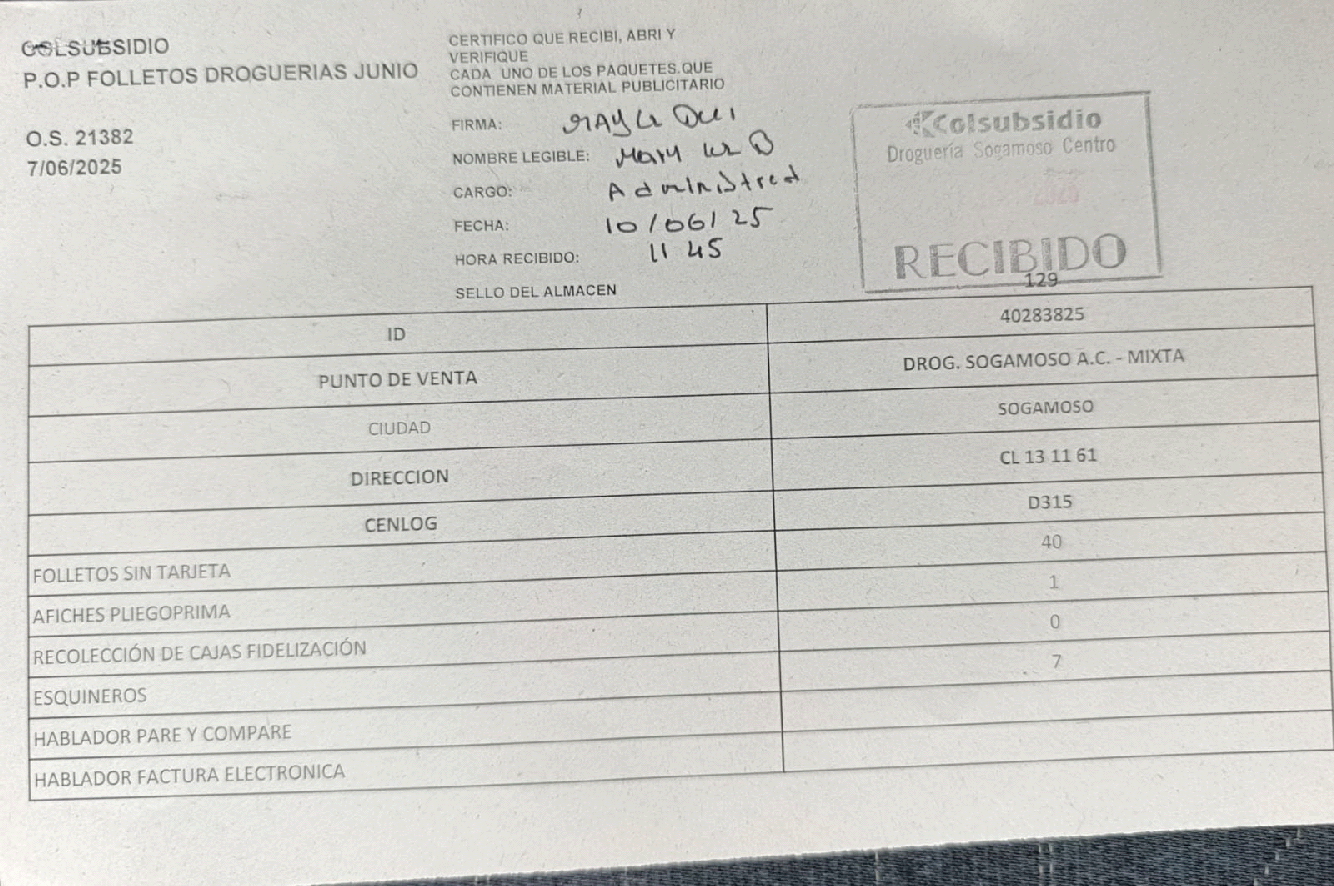 COLSUBSIDIO
P.O.P FOLLETOS DROGUERIAS JUNIO
O.S. 21382
7/06/2025
CERTIFICO QUE RECIBI, ABRI Y
VERIFIQUE
CADA UNO DE LOS PAQUETES.QUE
CONTIENEN MATERIAL PUBLICITARIO
FIRMA:
NOMBRE LEGIBLE: Mary
CARGO: Administrad
FECHA: 10/06/25
HORA RECIBIDO: 11 45
SELLO DEL ALMACEN
Colsubsidio
Droguería Sogamoso Centro
RECIBIDO
129
ID 40283825
PUNTO DE VENTA DROG. SOGAMOSO A.C. - MIXTA
CIUDAD SOGAMOSO
DIRECCION CL 13 11 61
CENLOG D315
FOLLETOS SIN TARJETA 40
AFICHES PLIEGOPRIMA 1
RECOLECCIÓN DE CAJAS FIDELIZACIÓN 0
ESQUINEROS 7
HABLADOR PARE Y COMPARE
HABLADOR FACTURA ELECTRONICA